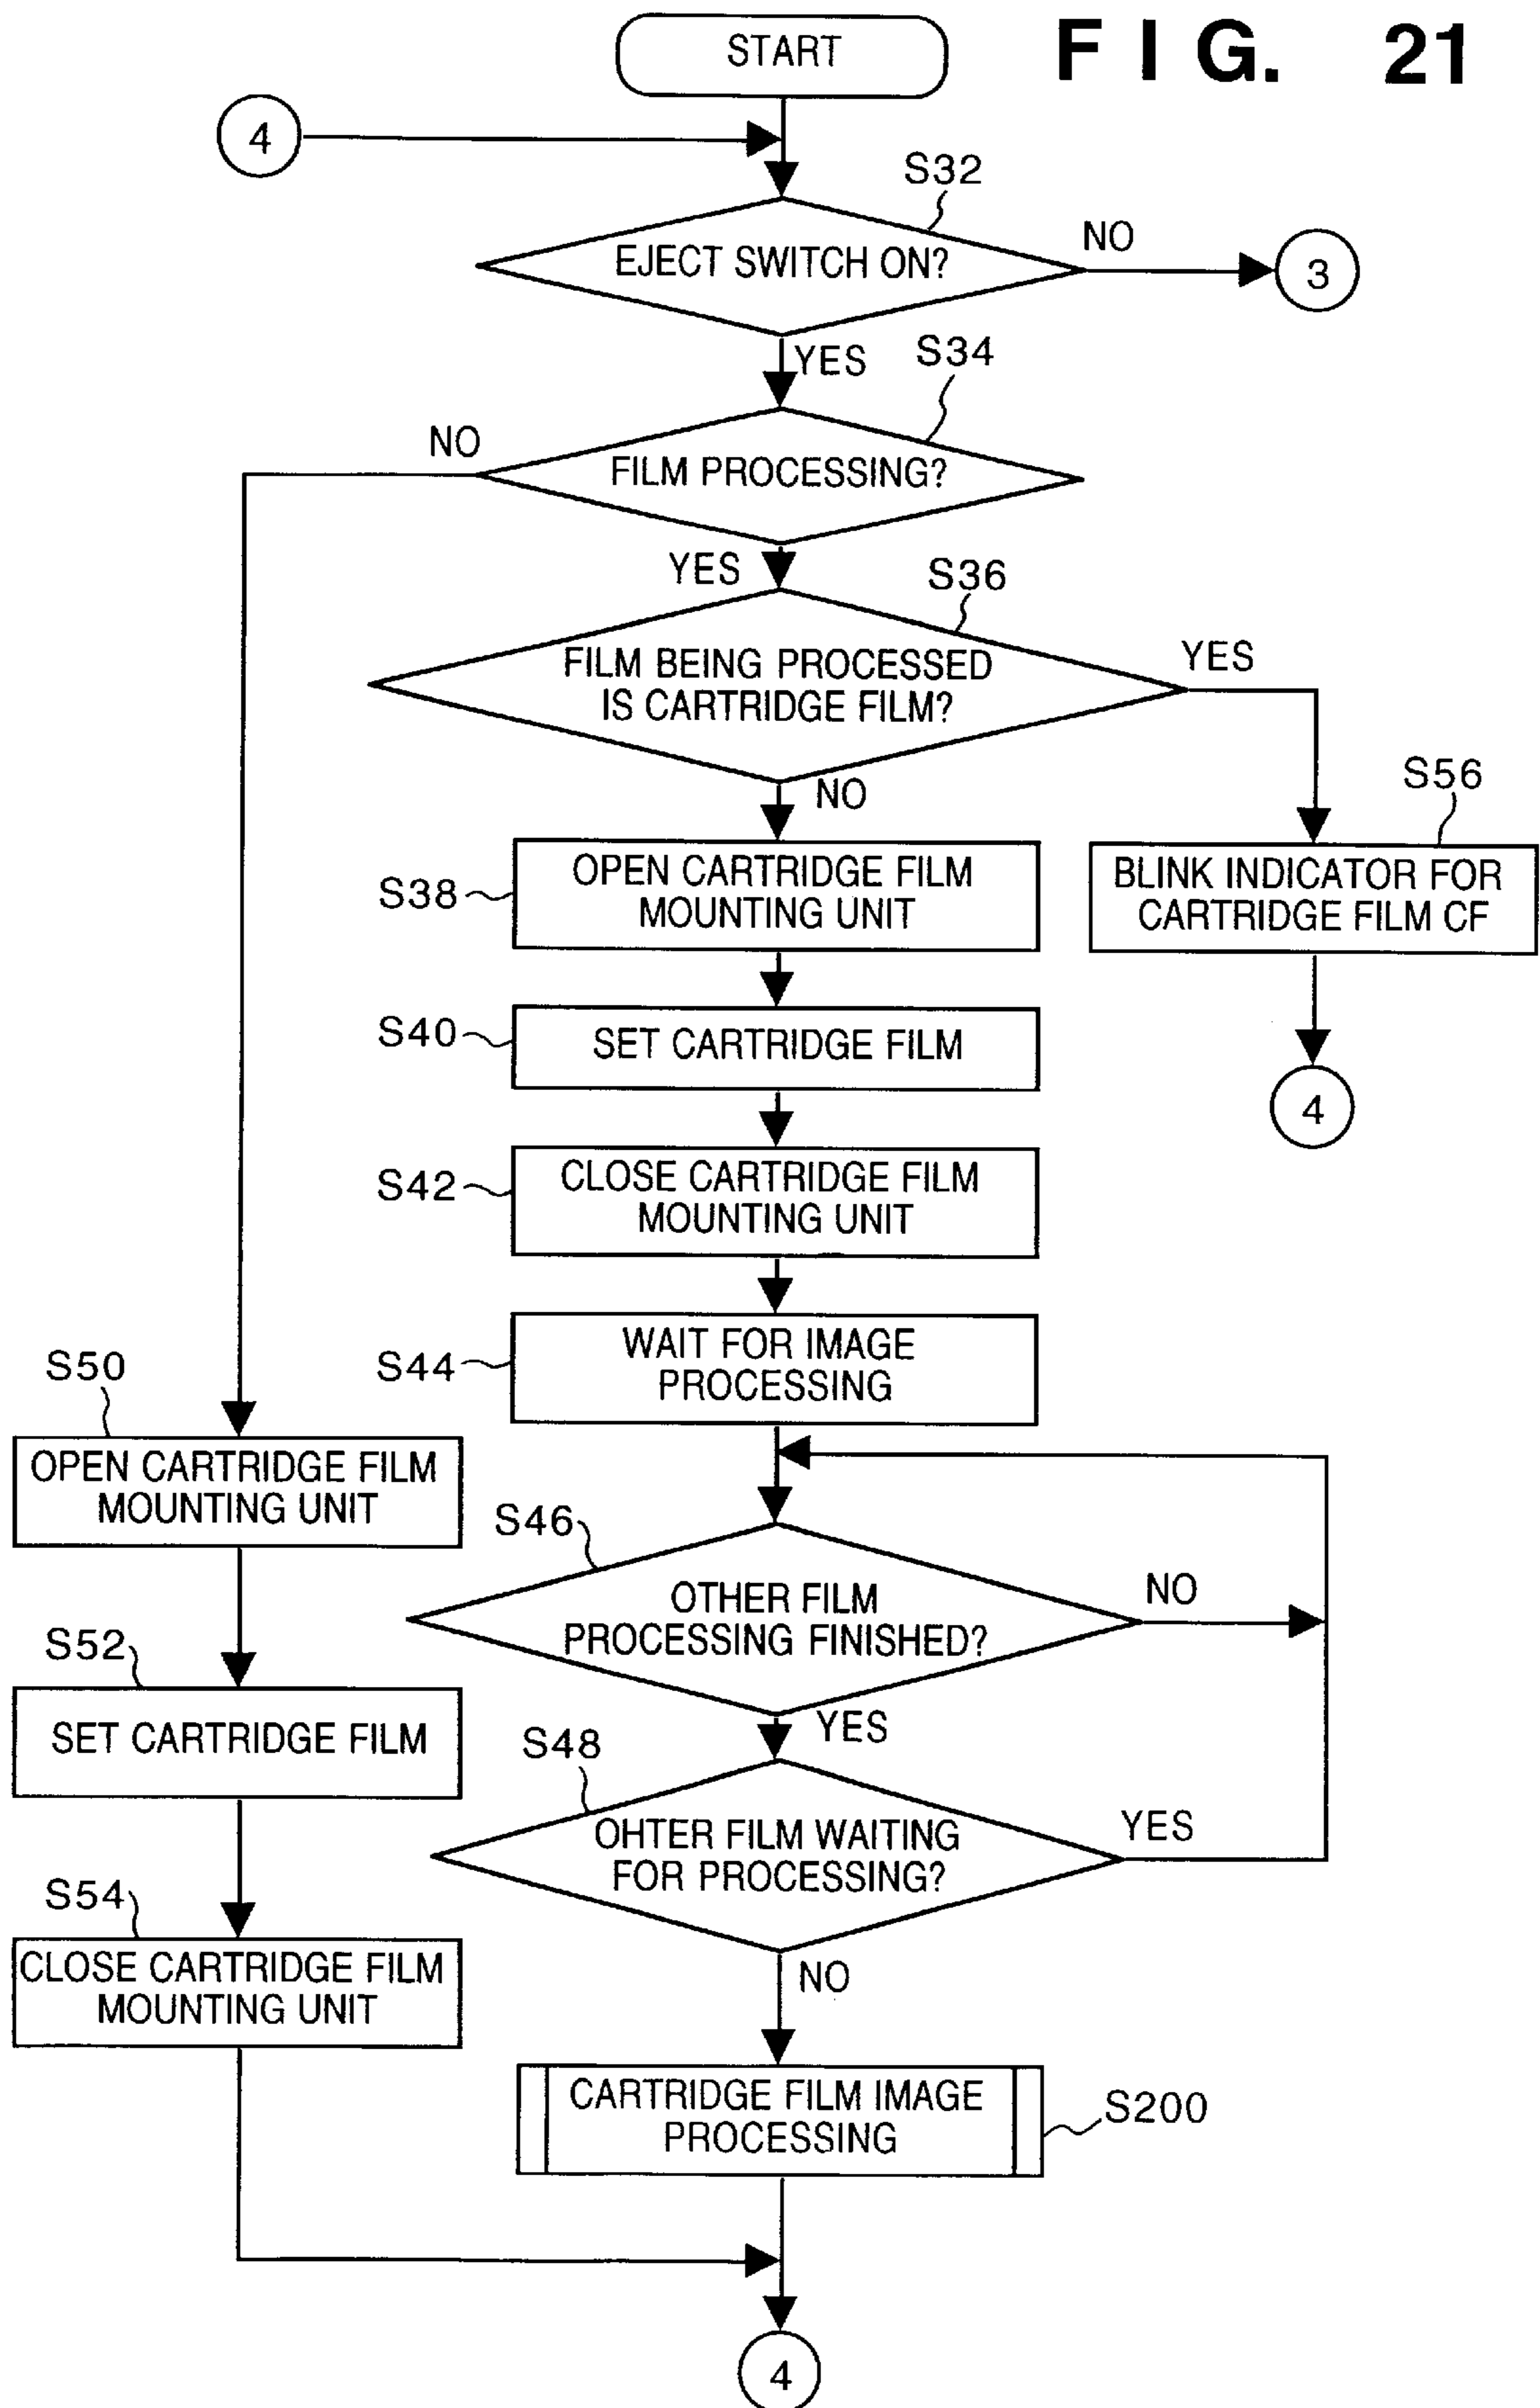 FIG. 21
START
4
S32
EJECT SWITCH ON?
NO
3
YES
S34
NO
FILM PROCESSING?
YES
S36
FILM BEING PROCESSED
IS CARTRIDGE FILM?
YES
NO
S56
BLINK INDICATOR FOR
CARTRIDGE FILM CF
4
S38
OPEN CARTRIDGE FILM
MOUNTING UNIT
S40
SET CARTRIDGE FILM
S42
CLOSE CARTRIDGE FILM
MOUNTING UNIT
S44
WAIT FOR IMAGE
PROCESSING
S50
OPEN CARTRIDGE FILM
MOUNTING UNIT
S46
OTHER FILM
PROCESSING FINISHED?
NO
YES
S52
SET CARTRIDGE FILM
S48
OHTER FILM WAITING
FOR PROCESSING?
YES
NO
S54
CLOSE CARTRIDGE FILM
MOUNTING UNIT
CARTRIDGE FILM IMAGE
PROCESSING
S200
4